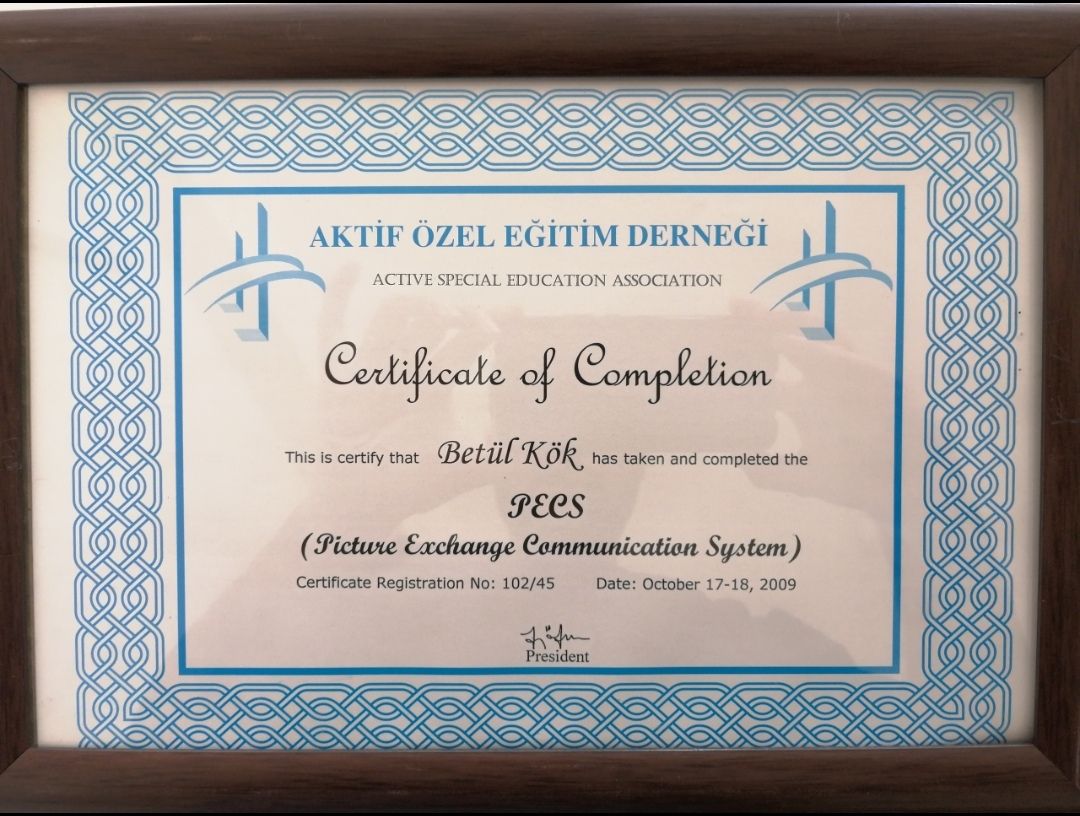 AKTİF ÖZEL EĞİTİM DERNEĞİ
ACTIVE SPECIAL EDUCATION ASSOCIATION
Certificate of Completion
This is certify that Betül Kök has taken and completed the
PECS
(Picture Exchange Communication System)
Certificate Registration No: 102/45 Date: October 17-18, 2009
President